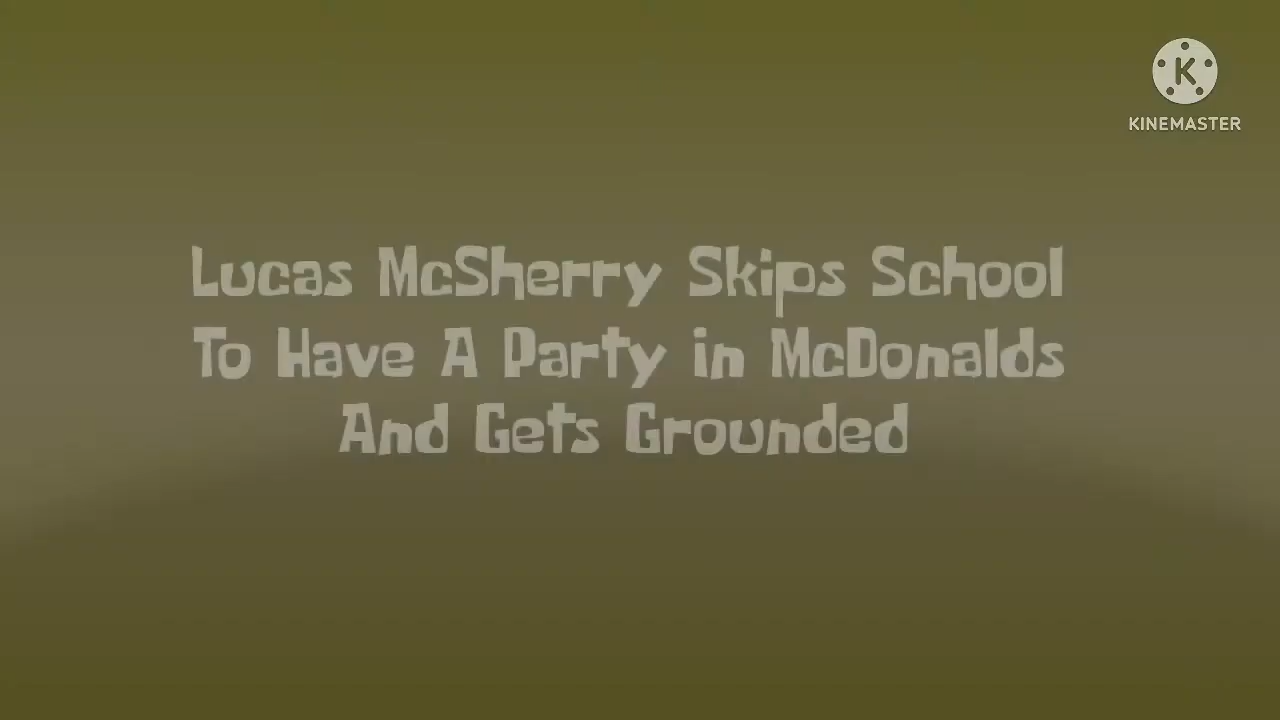 K
KINEMASTER
Lucas McSherry Skips School
To Have A Party in McDonalds
And Gets Grounded